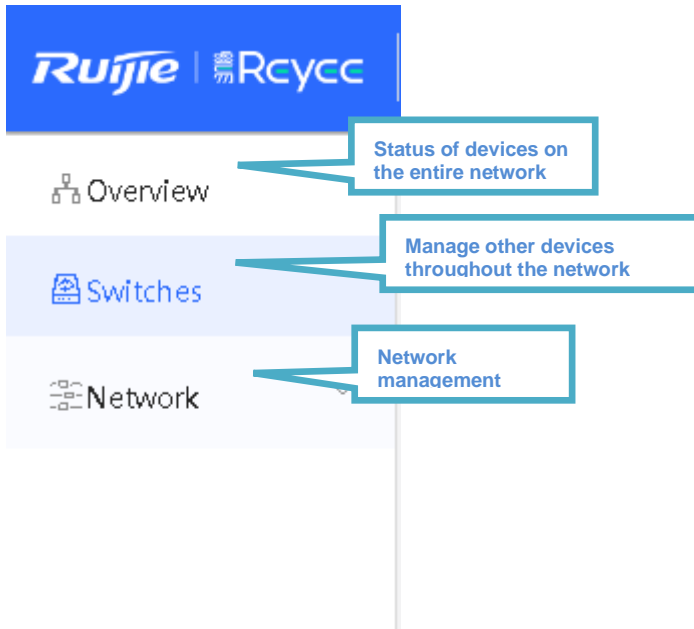 Ruijie | Reyee
Status of devices on
the entire network
Overview
Manage other devices
throughout the network
Switches
Network
management
Network